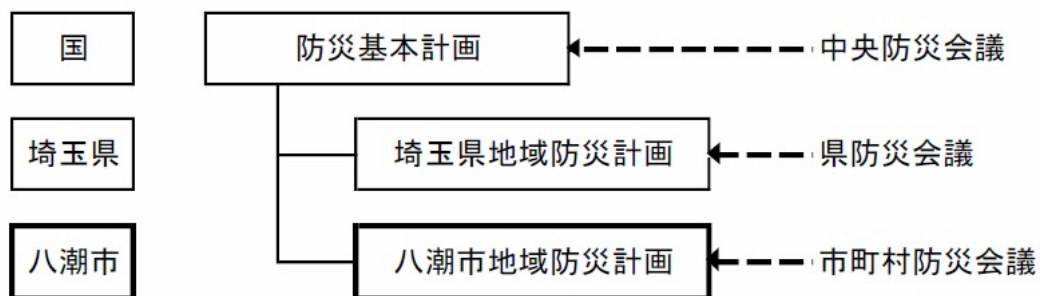 国 防災基本計画 中央防災会議
埼玉県 埼玉県地域防災計画 県防災会議
八潮市 八潮市地域防災計画 市町村防災会議